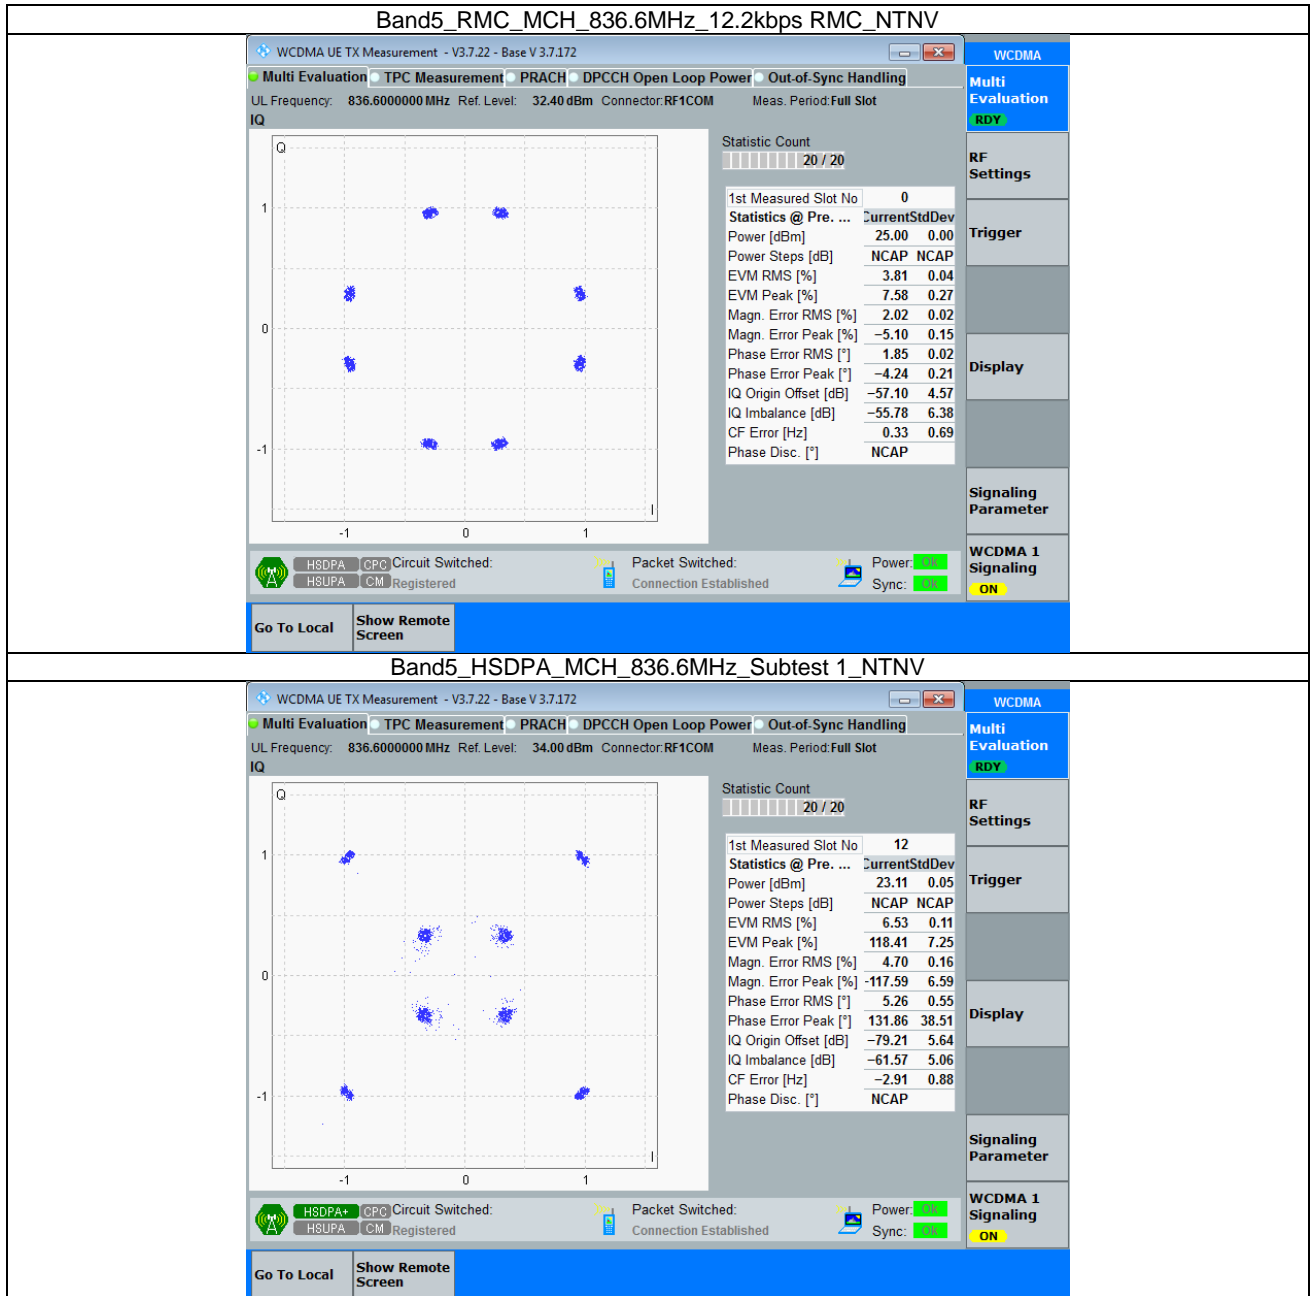 Band5_RMC_MCH_836.6MHz_12.2kbps RMC_NTNV
WCDMA UE TX Measurement - V3.7.22 - Base V 3.7.172
WCDMA
Multi Evaluation TPC Measurement PRACH DPCCH Open Loop Power Out-of-Sync Handling
Multi
Evaluation
RDY
UL Frequency: 836.6000000 MHz Ref. Level: 32.40 dBm Connector:RF1COM Meas. Period:Full Slot
IQ
Q
1
0
-1
I
-1 0 1
Statistic Count
20 / 20
1st Measured Slot No 0
Statistics @ Pre. ... Current StdDev
Power [dBm] 25.00 0.00
Power Steps [dB] NCAP NCAP
EVM RMS [%] 3.81 0.04
EVM Peak [%] 7.58 0.27
Magn. Error RMS [%] 2.02 0.02
Magn. Error Peak [%] −5.10 0.15
Phase Error RMS [°] 1.85 0.02
Phase Error Peak [°] −4.24 0.21
IQ Origin Offset [dB] −57.10 4.57
IQ Imbalance [dB] −55.78 6.38
CF Error [Hz] 0.33 0.69
Phase Disc. [°] NCAP
RF
Settings
Trigger
Display
Signaling
Parameter
WCDMA 1
Signaling
ON
HSDPA CPC Circuit Switched: Packet Switched: Power: Ok
HSUPA CM Registered Connection Established Sync: Ok
Go To Local
Show Remote
Screen
Band5_HSDPA_MCH_836.6MHz_Subtest 1_NTNV
WCDMA UE TX Measurement - V3.7.22 - Base V 3.7.172
WCDMA
Multi Evaluation TPC Measurement PRACH DPCCH Open Loop Power Out-of-Sync Handling
Multi
Evaluation
RDY
UL Frequency: 836.6000000 MHz Ref. Level: 34.00 dBm Connector:RF1COM Meas. Period:Full Slot
IQ
Q
1
0
-1
I
-1 0 1
Statistic Count
20 / 20
1st Measured Slot No 12
Statistics @ Pre. ... Current StdDev
Power [dBm] 23.11 0.05
Power Steps [dB] NCAP NCAP
EVM RMS [%] 6.53 0.11
EVM Peak [%] 118.41 7.25
Magn. Error RMS [%] 4.70 0.16
Magn. Error Peak [%] -117.59 6.59
Phase Error RMS [°] 5.26 0.55
Phase Error Peak [°] 131.86 38.51
IQ Origin Offset [dB] −79.21 5.64
IQ Imbalance [dB] −61.57 5.06
CF Error [Hz] −2.91 0.88
Phase Disc. [°] NCAP
RF
Settings
Trigger
Display
Signaling
Parameter
WCDMA 1
Signaling
ON
HSDPA+ CPC Circuit Switched: Packet Switched: Power: Ok
HSUPA CM Registered Connection Established Sync: Ok
Go To Local
Show Remote
Screen